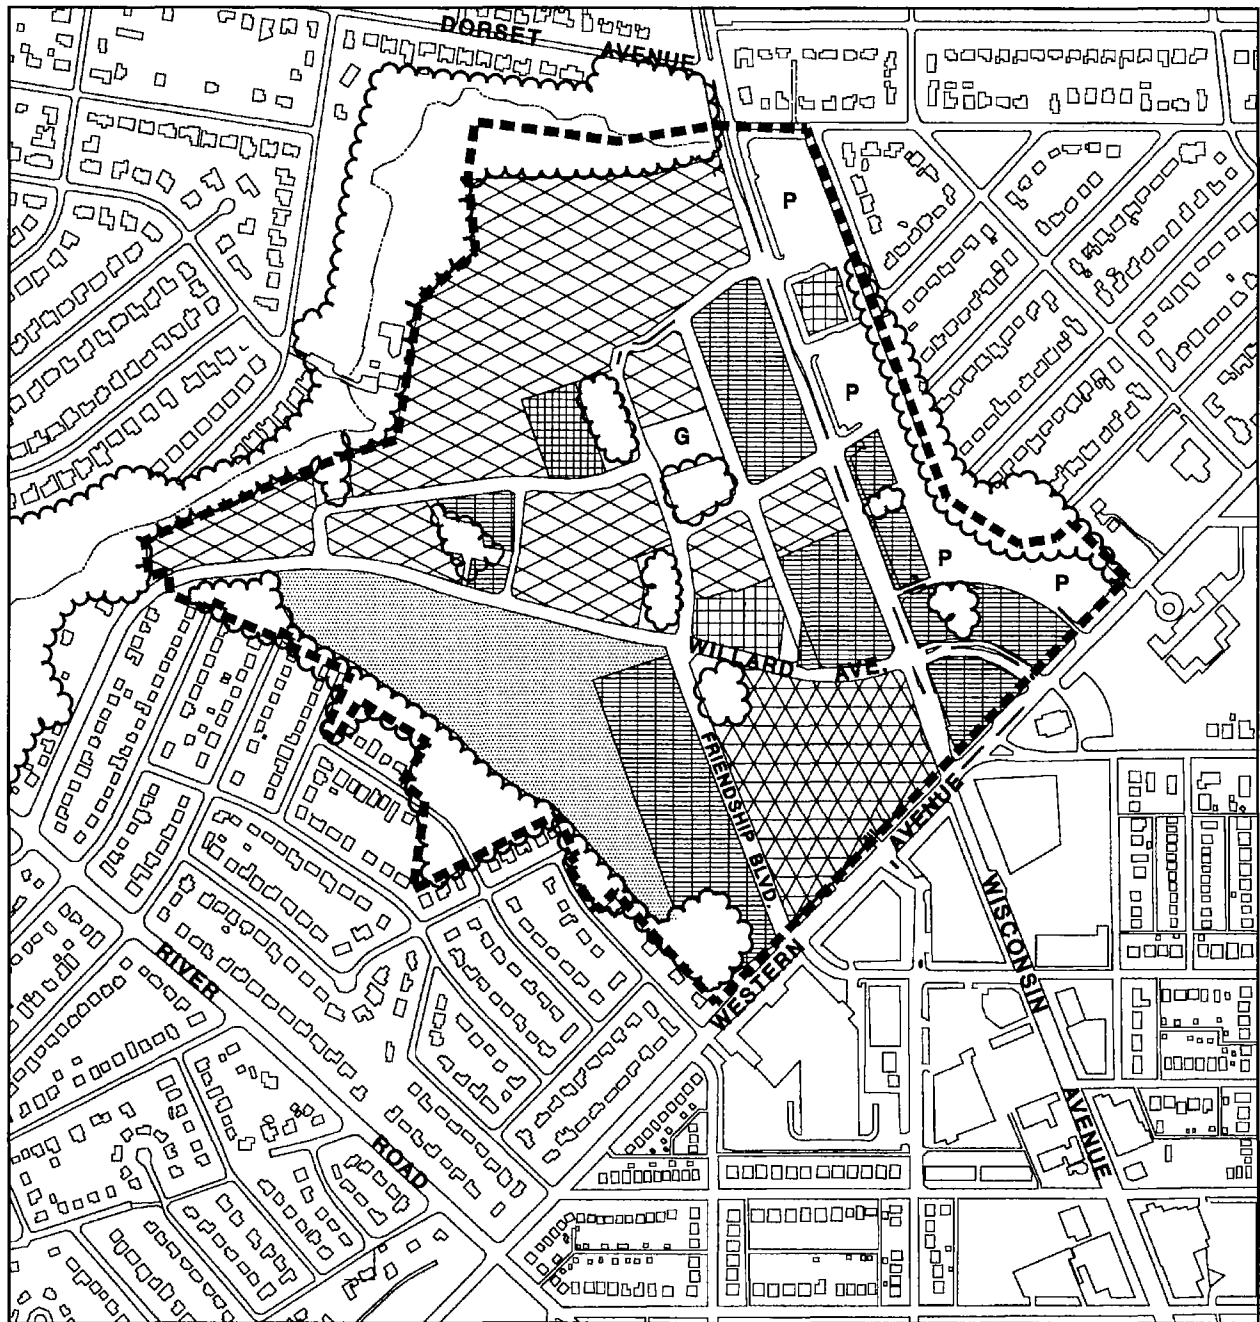 DORSET AVENUE
P
P
G
P
P
WILLARD AVE.
FRIENDSHIP BLVD.
WESTERN AVENUE
WISCONSIN AVENUE
RIVER ROAD